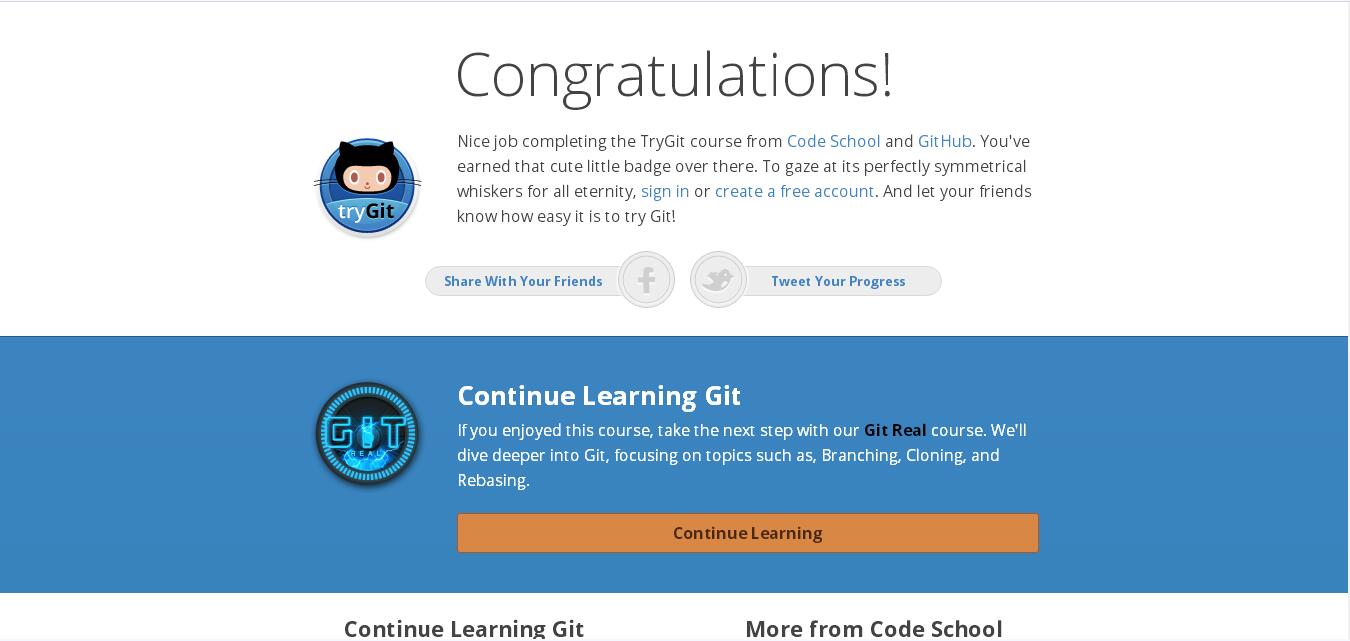 Congratulations!
Nice job completing the TryGit course from Code School and GitHub. You've
earned that cute little badge over there. To gaze at its perfectly symmetrical
whiskers for all eternity, sign in or create a free account. And let your friends
know how easy it is to try Git!
tryGit
Share With Your Friends
Tweet Your Progress
Continue Learning Git
If you enjoyed this course, take the next step with our Git Real course. We'll
dive deeper into Git, focusing on topics such as, Branching, Cloning, and
Rebasing.
GIT
REAL
Continue Learning
Continue Learning Git
More from Code School